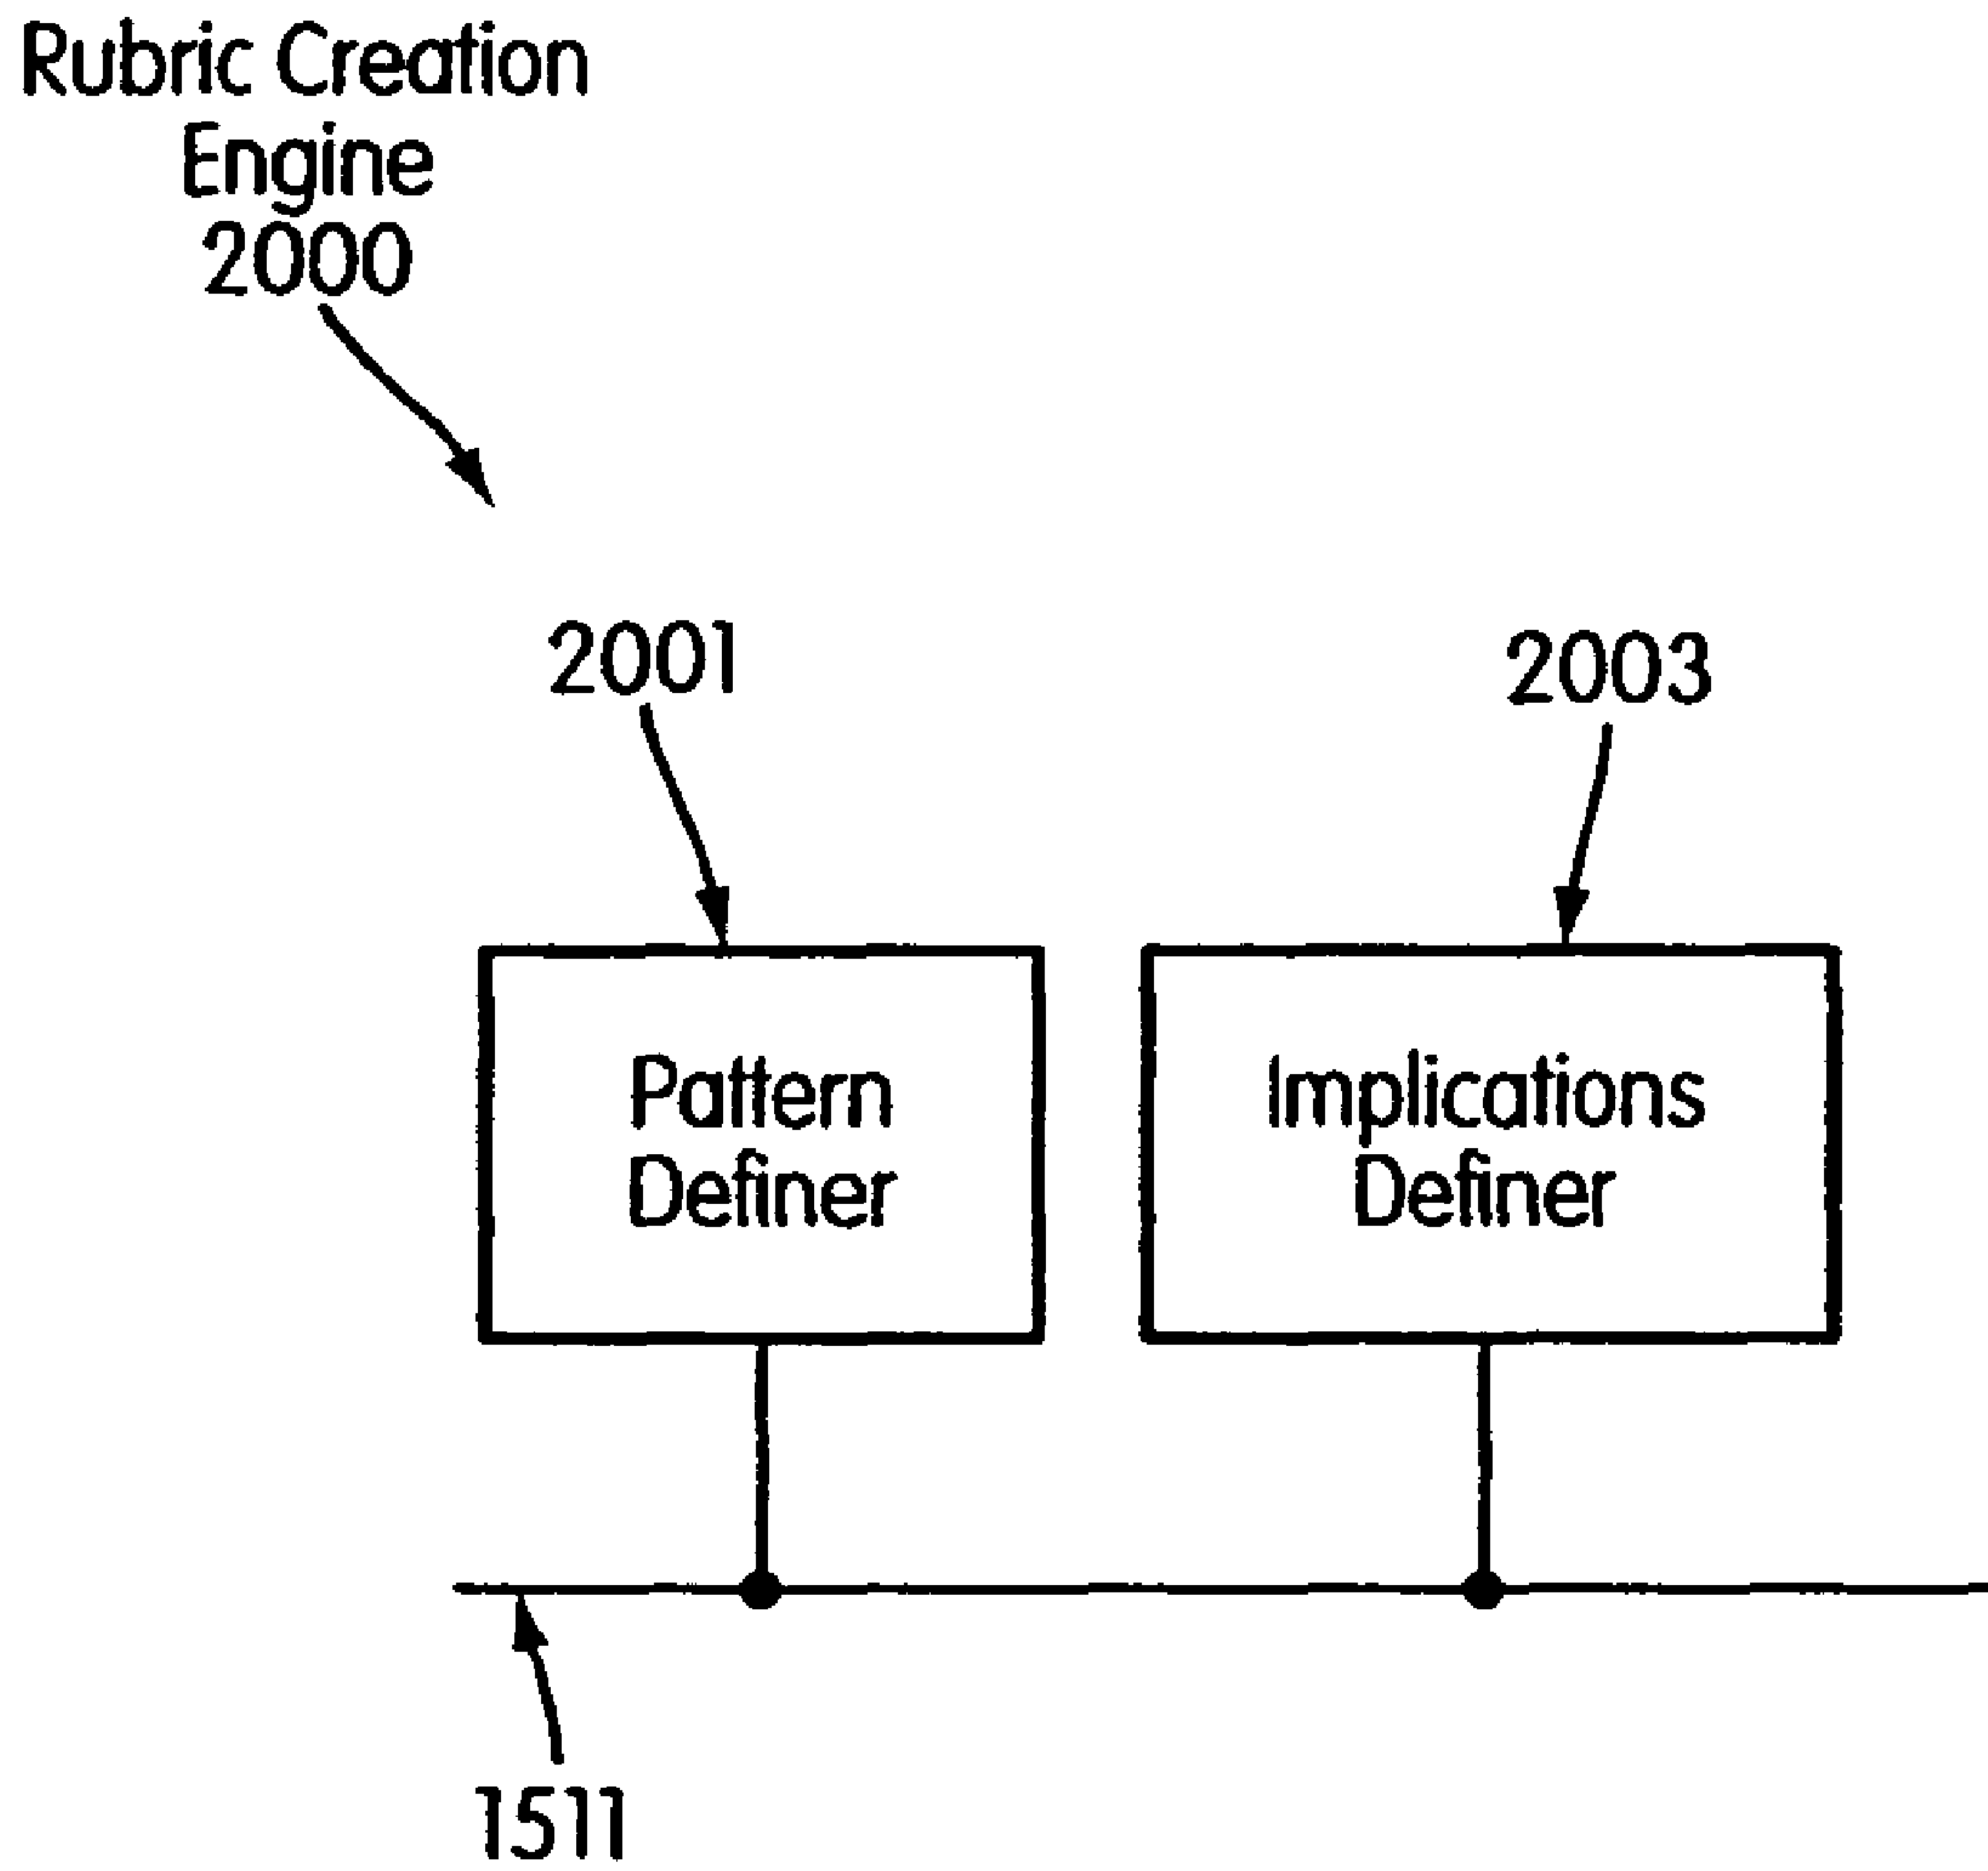 Rubric Creation
Engine
2000
2001
2003
Pattern
Definer
Implications
Definer
1511